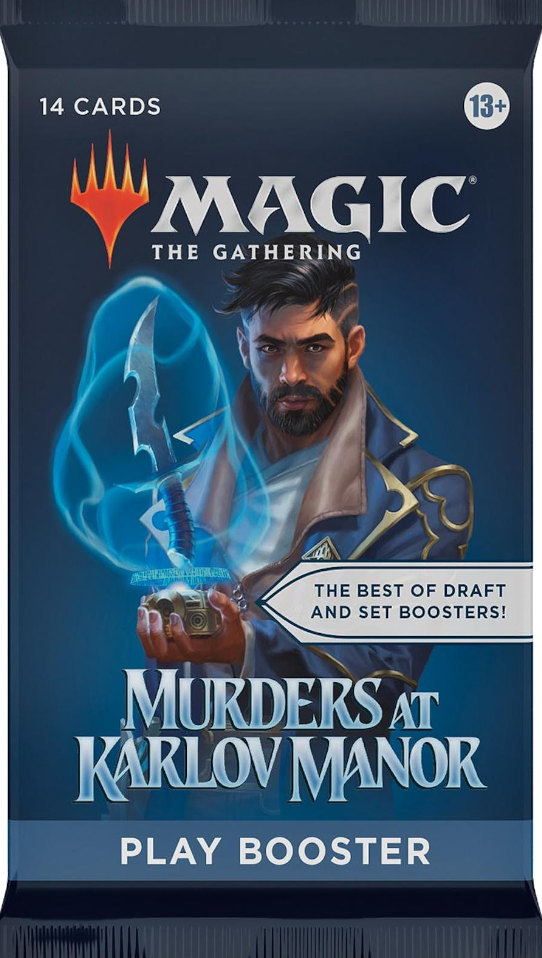 14 CARDS
13+
MAGIC®
THE GATHERING
THE BEST OF DRAFT
AND SET BOOSTERS!
MURDERS AT
KARLOV MANOR
PLAY BOOSTER